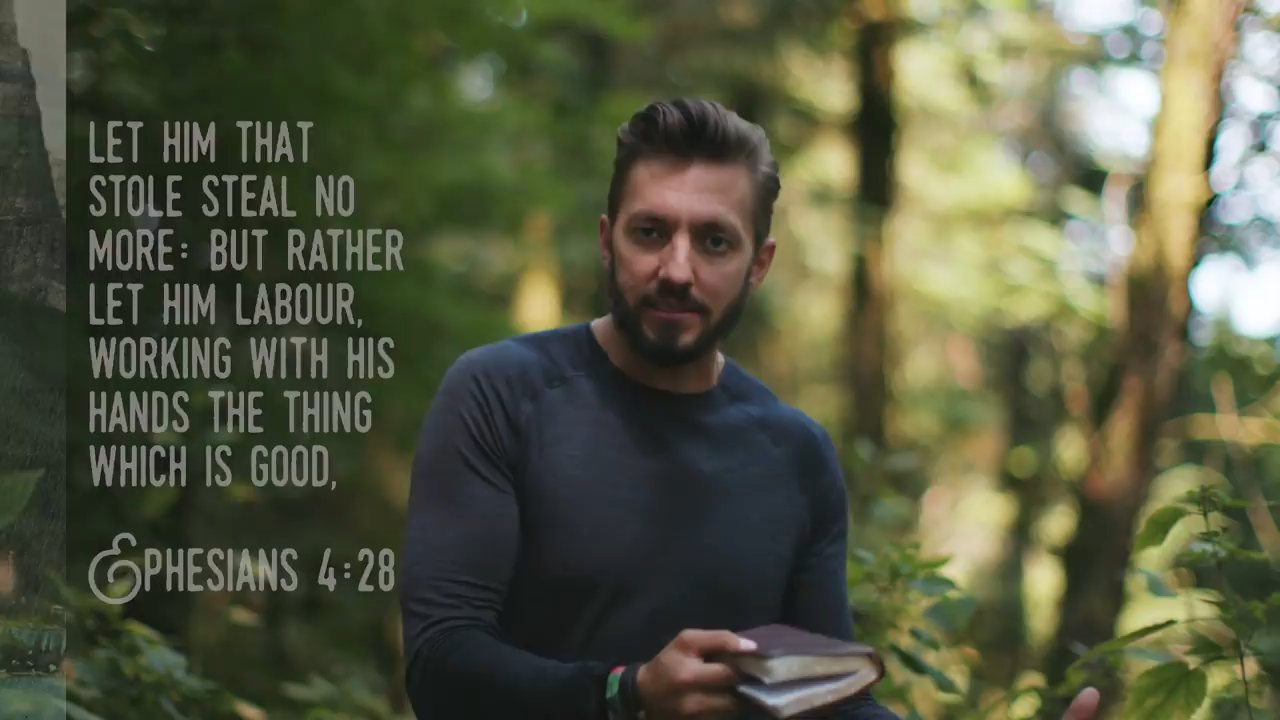 LET HIM THAT
STOLE STEAL NO
MORE: BUT RATHER
LET HIM LABOUR,
WORKING WITH HIS
HANDS THE THING
WHICH IS GOOD,
EPHESIANS 4:28